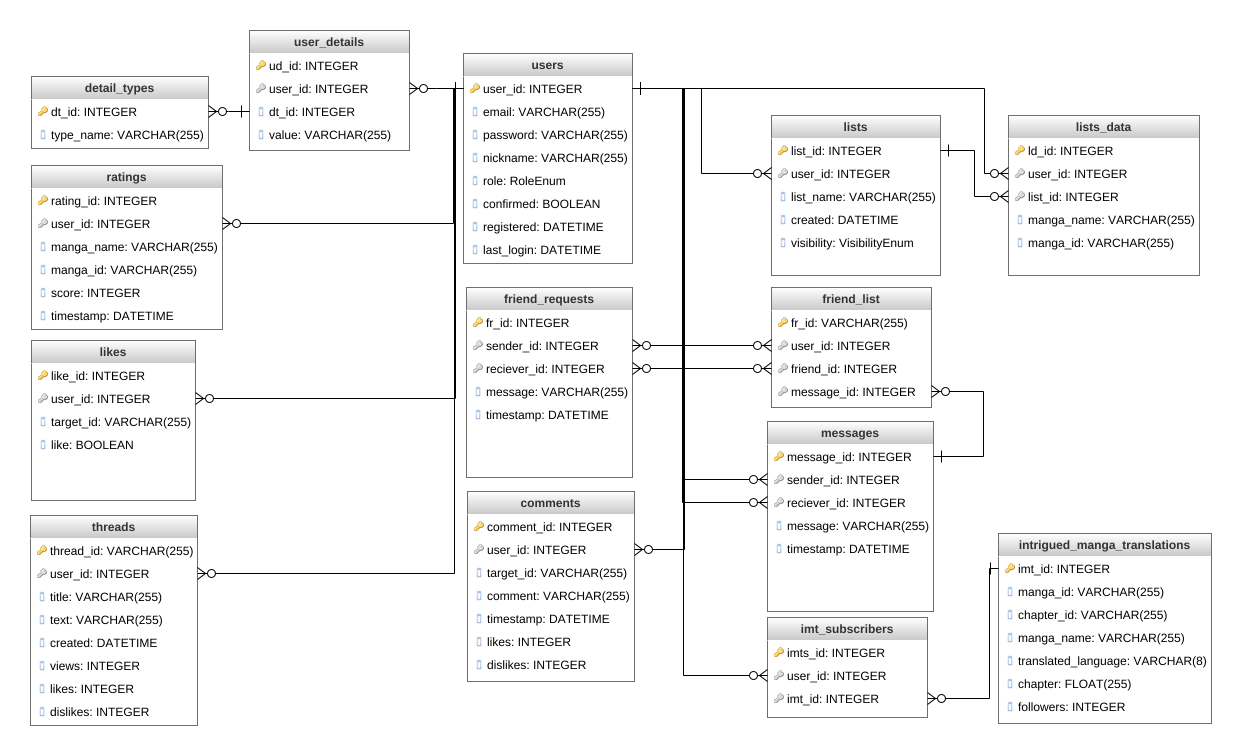 user_details
ud_id: INTEGER
user_id: INTEGER
dt_id: INTEGER
value: VARCHAR(255)
detail_types
dt_id: INTEGER
type_name: VARCHAR(255)
ratings
rating_id: INTEGER
user_id: INTEGER
manga_name: VARCHAR(255)
manga_id: VARCHAR(255)
score: INTEGER
timestamp: DATETIME
likes
like_id: INTEGER
user_id: INTEGER
target_id: VARCHAR(255)
like: BOOLEAN
threads
thread_id: VARCHAR(255)
user_id: INTEGER
title: VARCHAR(255)
text: VARCHAR(255)
created: DATETIME
views: INTEGER
likes: INTEGER
dislikes: INTEGER
users
user_id: INTEGER
email: VARCHAR(255)
password: VARCHAR(255)
nickname: VARCHAR(255)
role: RoleEnum
confirmed: BOOLEAN
registered: DATETIME
last_login: DATETIME
friend_requests
fr_id: INTEGER
sender_id: INTEGER
reciever_id: INTEGER
message: VARCHAR(255)
timestamp: DATETIME
comments
comment_id: INTEGER
user_id: INTEGER
target_id: VARCHAR(255)
comment: VARCHAR(255)
timestamp: DATETIME
likes: INTEGER
dislikes: INTEGER
lists
list_id: INTEGER
user_id: INTEGER
list_name: VARCHAR(255)
created: DATETIME
visibility: VisibilityEnum
lists_data
ld_id: INTEGER
user_id: INTEGER
list_id: INTEGER
manga_name: VARCHAR(255)
manga_id: VARCHAR(255)
friend_list
fr_id: VARCHAR(255)
user_id: INTEGER
friend_id: INTEGER
message_id: INTEGER
messages
message_id: INTEGER
sender_id: INTEGER
reciever_id: INTEGER
message: VARCHAR(255)
timestamp: DATETIME
imt_subscribers
imts_id: INTEGER
user_id: INTEGER
imt_id: INTEGER
intrigued_manga_translations
imt_id: INTEGER
manga_id: VARCHAR(255)
chapter_id: VARCHAR(255)
manga_name: VARCHAR(255)
translated_language: VARCHAR(8)
chapter: FLOAT(255)
followers: INTEGER